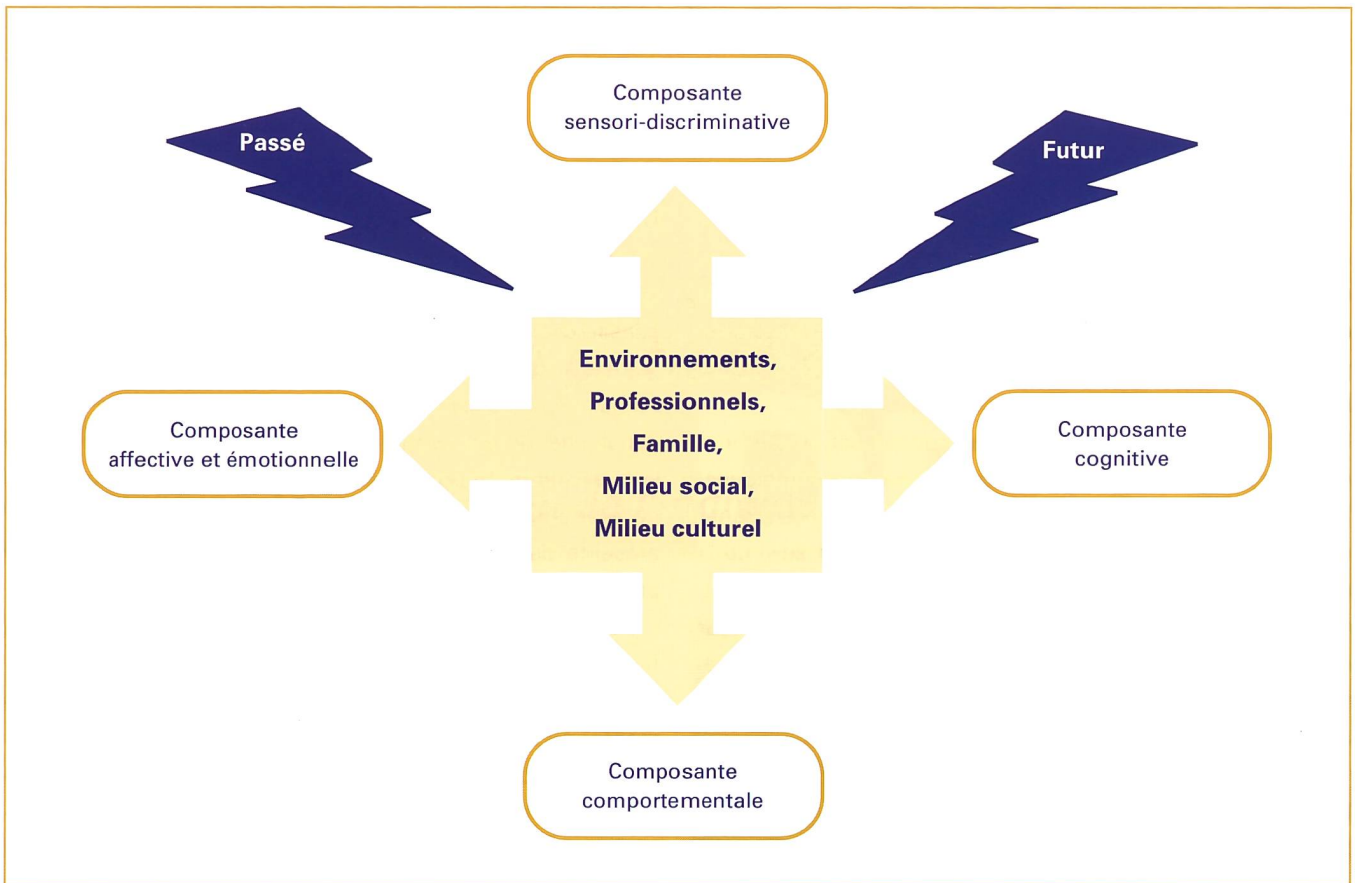 Composante
sensori-discriminative
Passé
Futur
Environnements,
Professionnels,
Famille,
Milieu social,
Milieu culturel
Composante
affective et émotionnelle
Composante
cognitive
Composante
comportementale